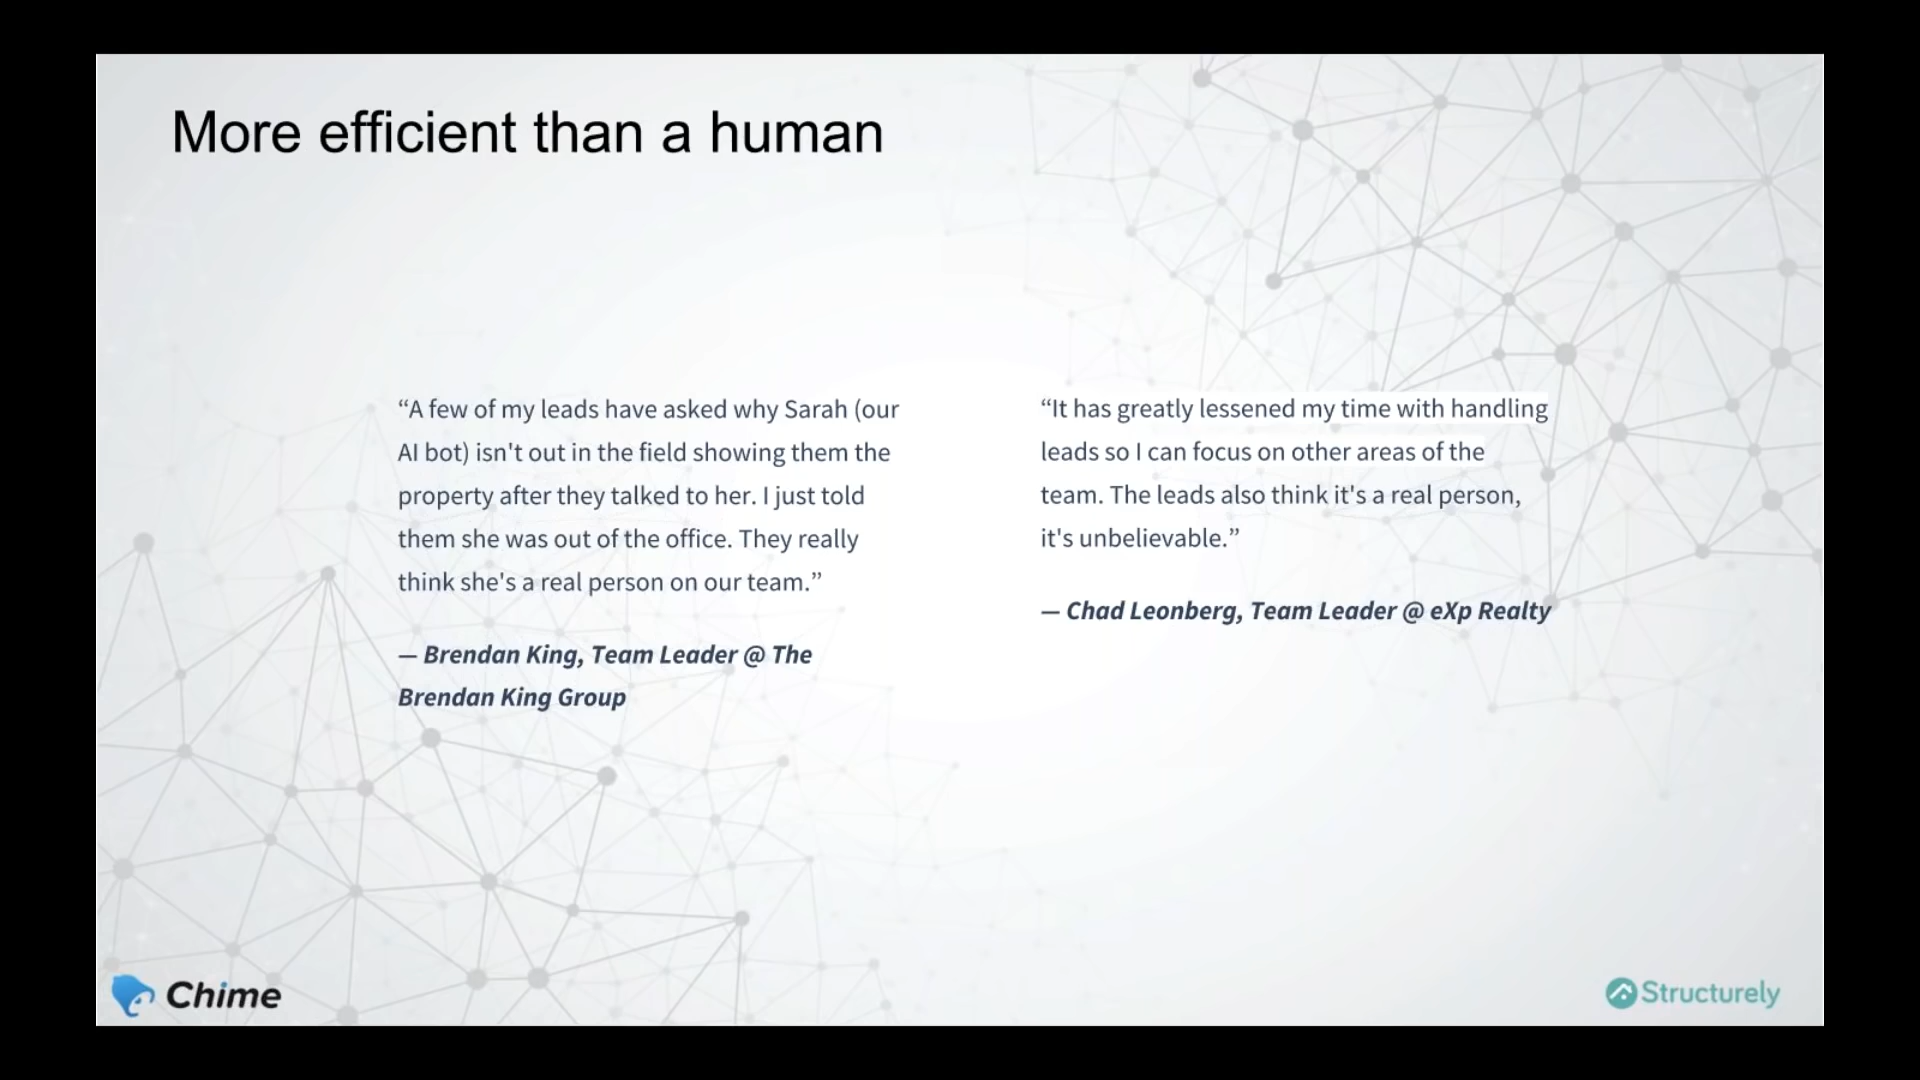 More efficient than a human
“A few of my leads have asked why Sarah (our
AI bot) isn't out in the field showing them the
property after they talked to her. I just told
them she was out of the office. They really
think she's a real person on our team.”
— Brendan King, Team Leader @ The
Brendan King Group
“It has greatly lessened my time with handling
leads so I can focus on other areas of the
team. The leads also think it's a real person,
it's unbelievable.”
— Chad Leonberg, Team Leader @ eXp Realty
Chime
Structurely